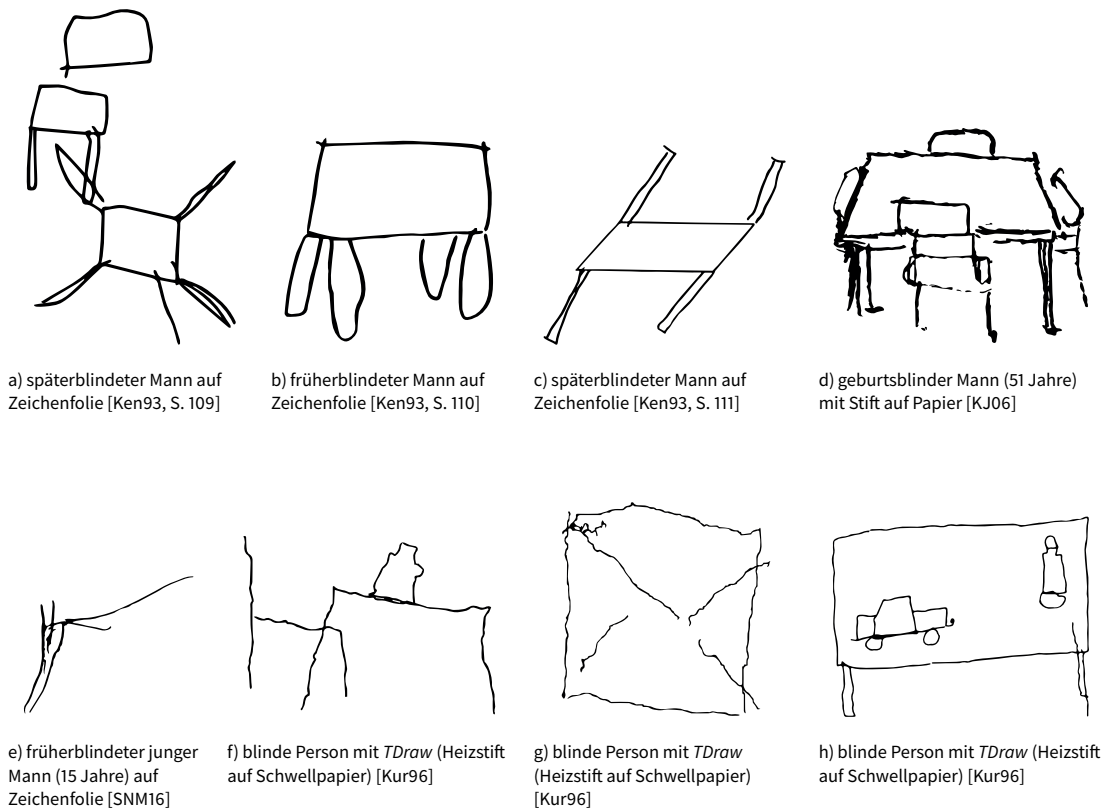 a) späterblindeter Mann auf
Zeichenfolie [Ken93, S. 109]
b) früherblindeter Mann auf
Zeichenfolie [Ken93, S. 110]
c) späterblindeter Mann auf
Zeichenfolie [Ken93, S. 111]
d) geburtsblinder Mann (51 Jahre)
mit Stift auf Papier [KJ06]
e) früherblindeter junger
Mann (15 Jahre) auf
Zeichenfolie [SNM16]
f) blinde Person mit TDraw (Heizstift
auf Schwellpapier) [Kur96]
g) blinde Person mit TDraw
(Heizstift auf Schwellpapier)
[Kur96]
h) blinde Person mit TDraw (Heizstift
auf Schwellpapier) [Kur96]